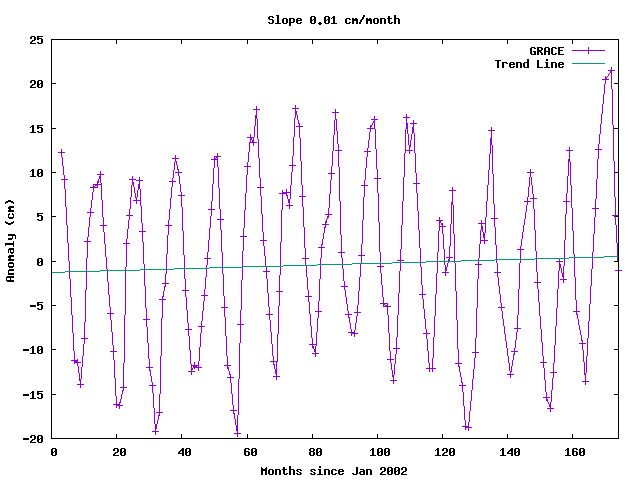 Slope 0.01 cm/month
GRACE
Trend Line
25
20
15
10
5
0
-5
-10
-15
-20
Anomaly (cm)
0 20 40 60 80 100 120 140 160
Months since Jan 2002